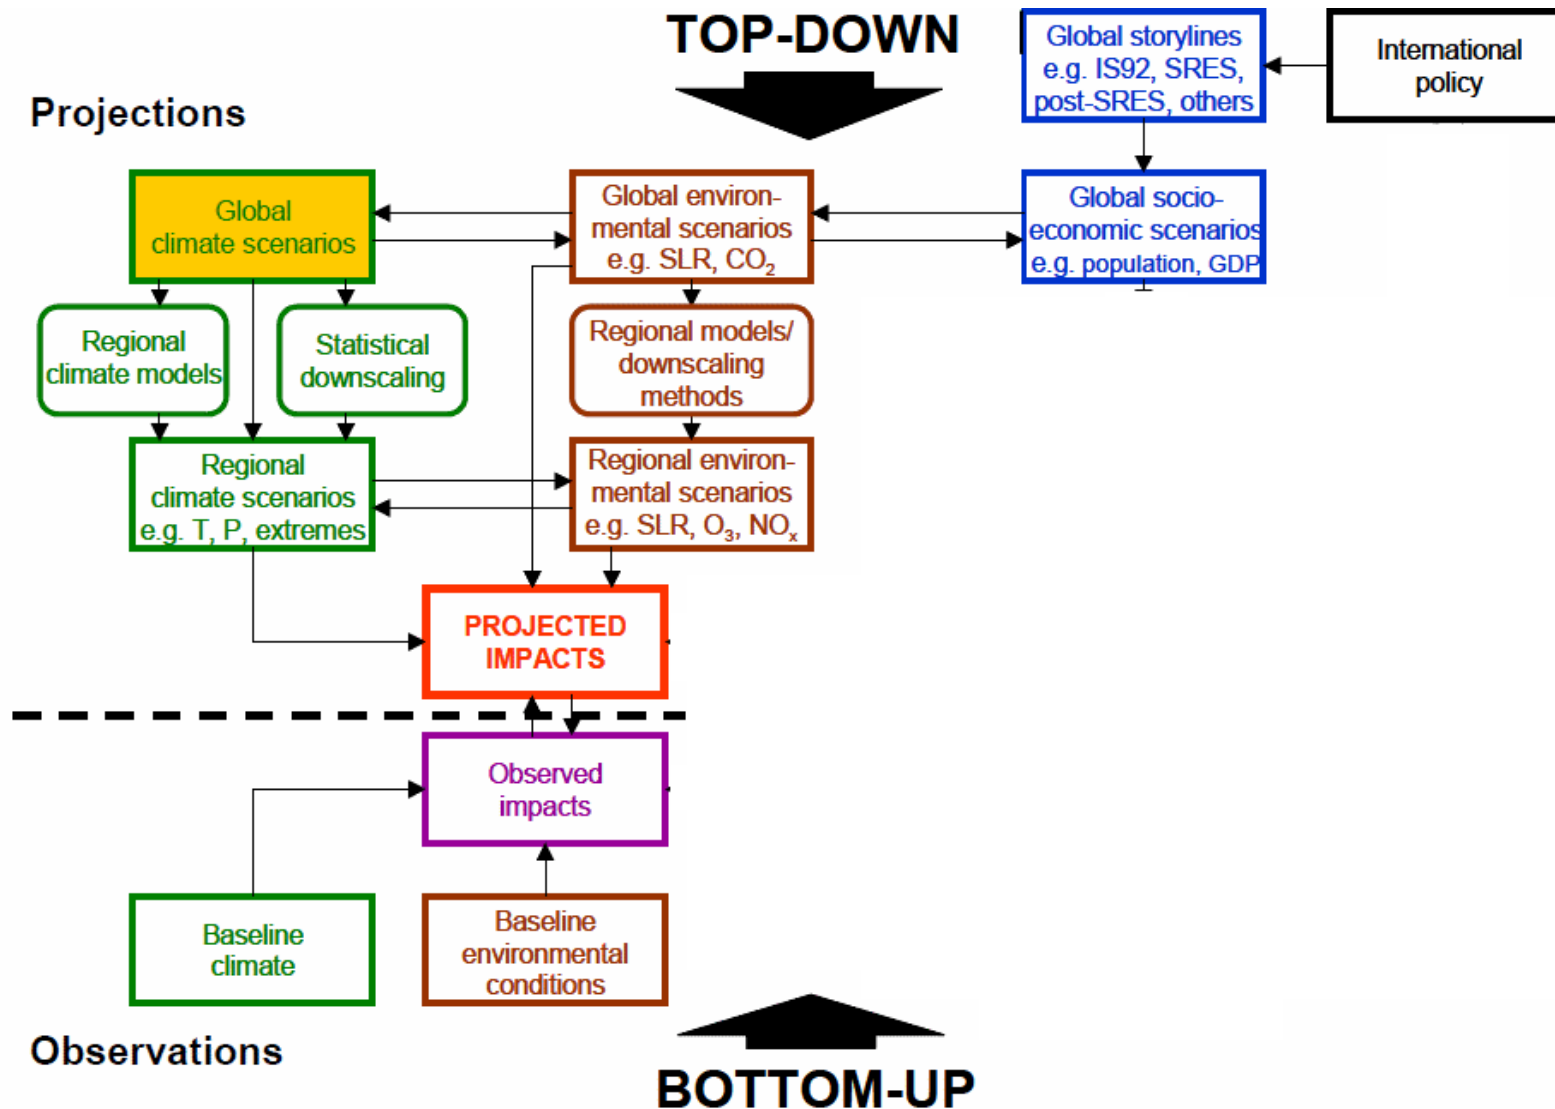 TOP-DOWN
Global storylines
e.g. IS92, SRES,
post-SRES, others
International
policy
Projections
Global
climate scenarios
Global environ-
mental scenarios
e.g. SLR, CO₂
Global socio-
economic scenarios
e.g. population, GDP
Regional
climate models
Statistical
downscaling
Regional models/
downscaling
methods
Regional
climate scenarios
e.g. T, P, extremes
Regional environ-
mental scenarios
e.g. SLR, O₃, NOₓ
PROJECTED
IMPACTS
Observed
impacts
Baseline
climate
Baseline
environmental
conditions
Observations
BOTTOM-UP